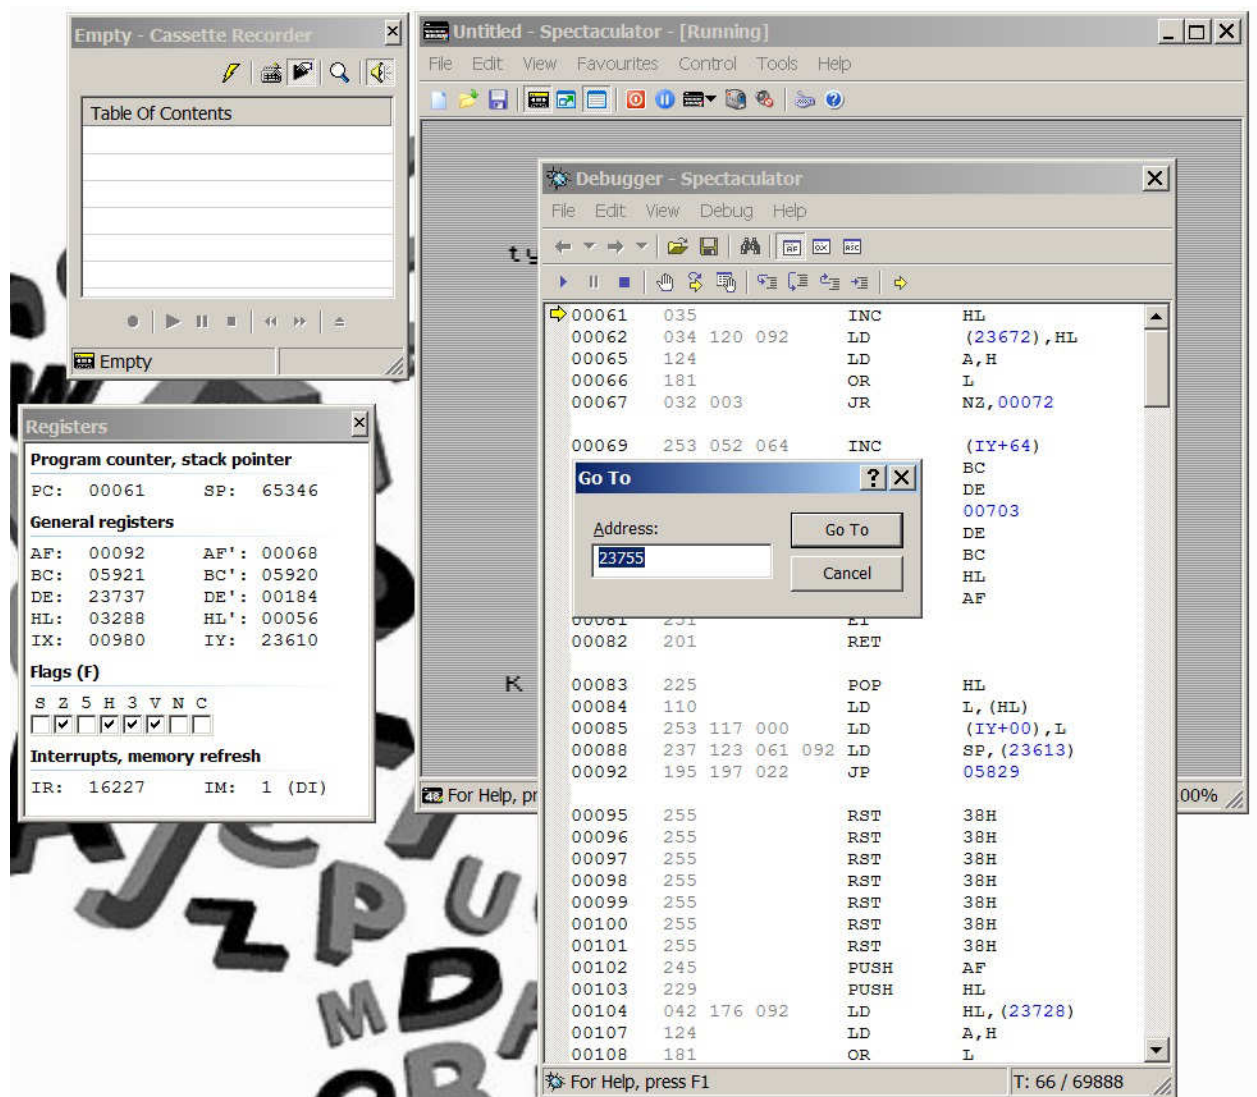 Empty - Cassette Recorder
Table Of Contents
Empty
Untitled - Spectaculator - [Running]
File Edit View Favourites Control Tools Help
ty
K
For Help, pr
00%
Registers
Program counter, stack pointer
PC: 00061 SP: 65346
General registers
AF: 00092 AF': 00068
BC: 05921 BC': 05920
DE: 23737 DE': 00184
HL: 03288 HL': 00056
IX: 00980 IY: 23610
Flags (F)
S Z 5 H 3 V N C
Interrupts, memory refresh
IR: 16227 IM: 1 (DI)
Debugger - Spectaculator
File Edit View Debug Help
00061 035 INC HL
00062 034 120 092 LD (23672),HL
00065 124 LD A,H
00066 181 OR L
00067 032 003 JR NZ,00072
00069 253 052 064 INC (IY+64)
BC
DE
00703
DE
BC
HL
AF
Go To
Address:
23755
Go To
Cancel
00081 251 EI
00082 201 RET
00083 225 POP HL
00084 110 LD L,(HL)
00085 253 117 000 LD (IY+00),L
00088 237 123 061 092 LD SP,(23613)
00092 195 197 022 JP 05829
00095 255 RST 38H
00096 255 RST 38H
00097 255 RST 38H
00098 255 RST 38H
00099 255 RST 38H
00100 255 RST 38H
00101 255 RST 38H
00102 245 PUSH AF
00103 229 PUSH HL
00104 042 176 092 LD HL,(23728)
00107 124 LD A,H
00108 181 OR L
For Help, press F1
T: 66 / 69888